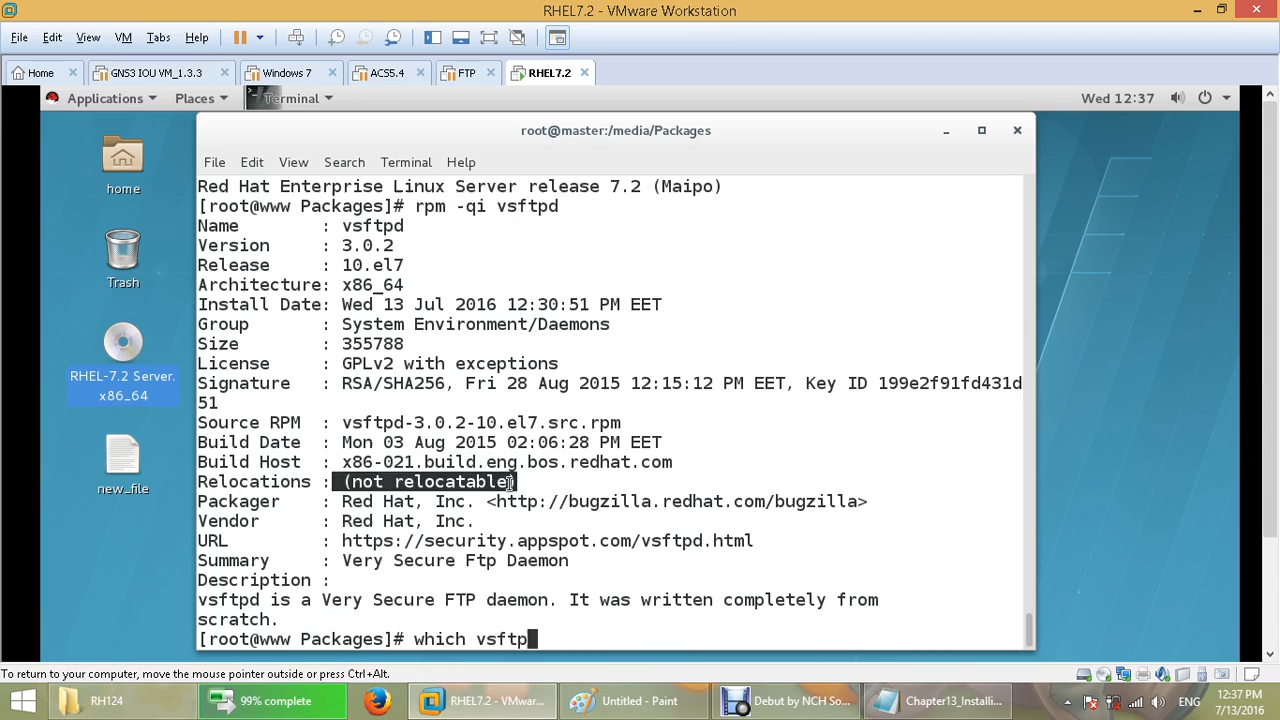 RHEL7.2 - VMware Workstation
File Edit View VM Tabs Help
Home GNS3 IOU VM_1.3.3 Windows 7 ACS5.4 FTP RHEL7.2
Applications Places Terminal Wed 12:37
root@master:/media/Packages
File Edit View Search Terminal Help
home
Trash
RHEL-7.2 Server.
x86_64
new_file
Red Hat Enterprise Linux Server release 7.2 (Maipo)
[root@www Packages]# rpm -qi vsftpd
Name : vsftpd
Version : 3.0.2
Release : 10.el7
Architecture: x86_64
Install Date: Wed 13 Jul 2016 12:30:51 PM EET
Group : System Environment/Daemons
Size : 355788
License : GPLv2 with exceptions
Signature : RSA/SHA256, Fri 28 Aug 2015 12:15:12 PM EET, Key ID 199e2f91fd431d
51
Source RPM : vsftpd-3.0.2-10.el7.src.rpm
Build Date : Mon 03 Aug 2015 02:06:28 PM EET
Build Host : x86-021.build.eng.bos.redhat.com
Relocations : (not relocatable)
Packager : Red Hat, Inc. <http://bugzilla.redhat.com/bugzilla>
Vendor : Red Hat, Inc.
URL : https://security.appspot.com/vsftpd.html
Summary : Very Secure Ftp Daemon
Description :
vsftpd is a Very Secure FTP daemon. It was written completely from
scratch.
[root@www Packages]# which vsftp
To return to your computer, move the mouse pointer outside or press Ctrl+Alt.
RH124 99% complete RHEL7.2 - VMware... Untitled - Paint Debut by NCH So... Chapter13_Installi... ENG 12:37 PM
7/13/2016